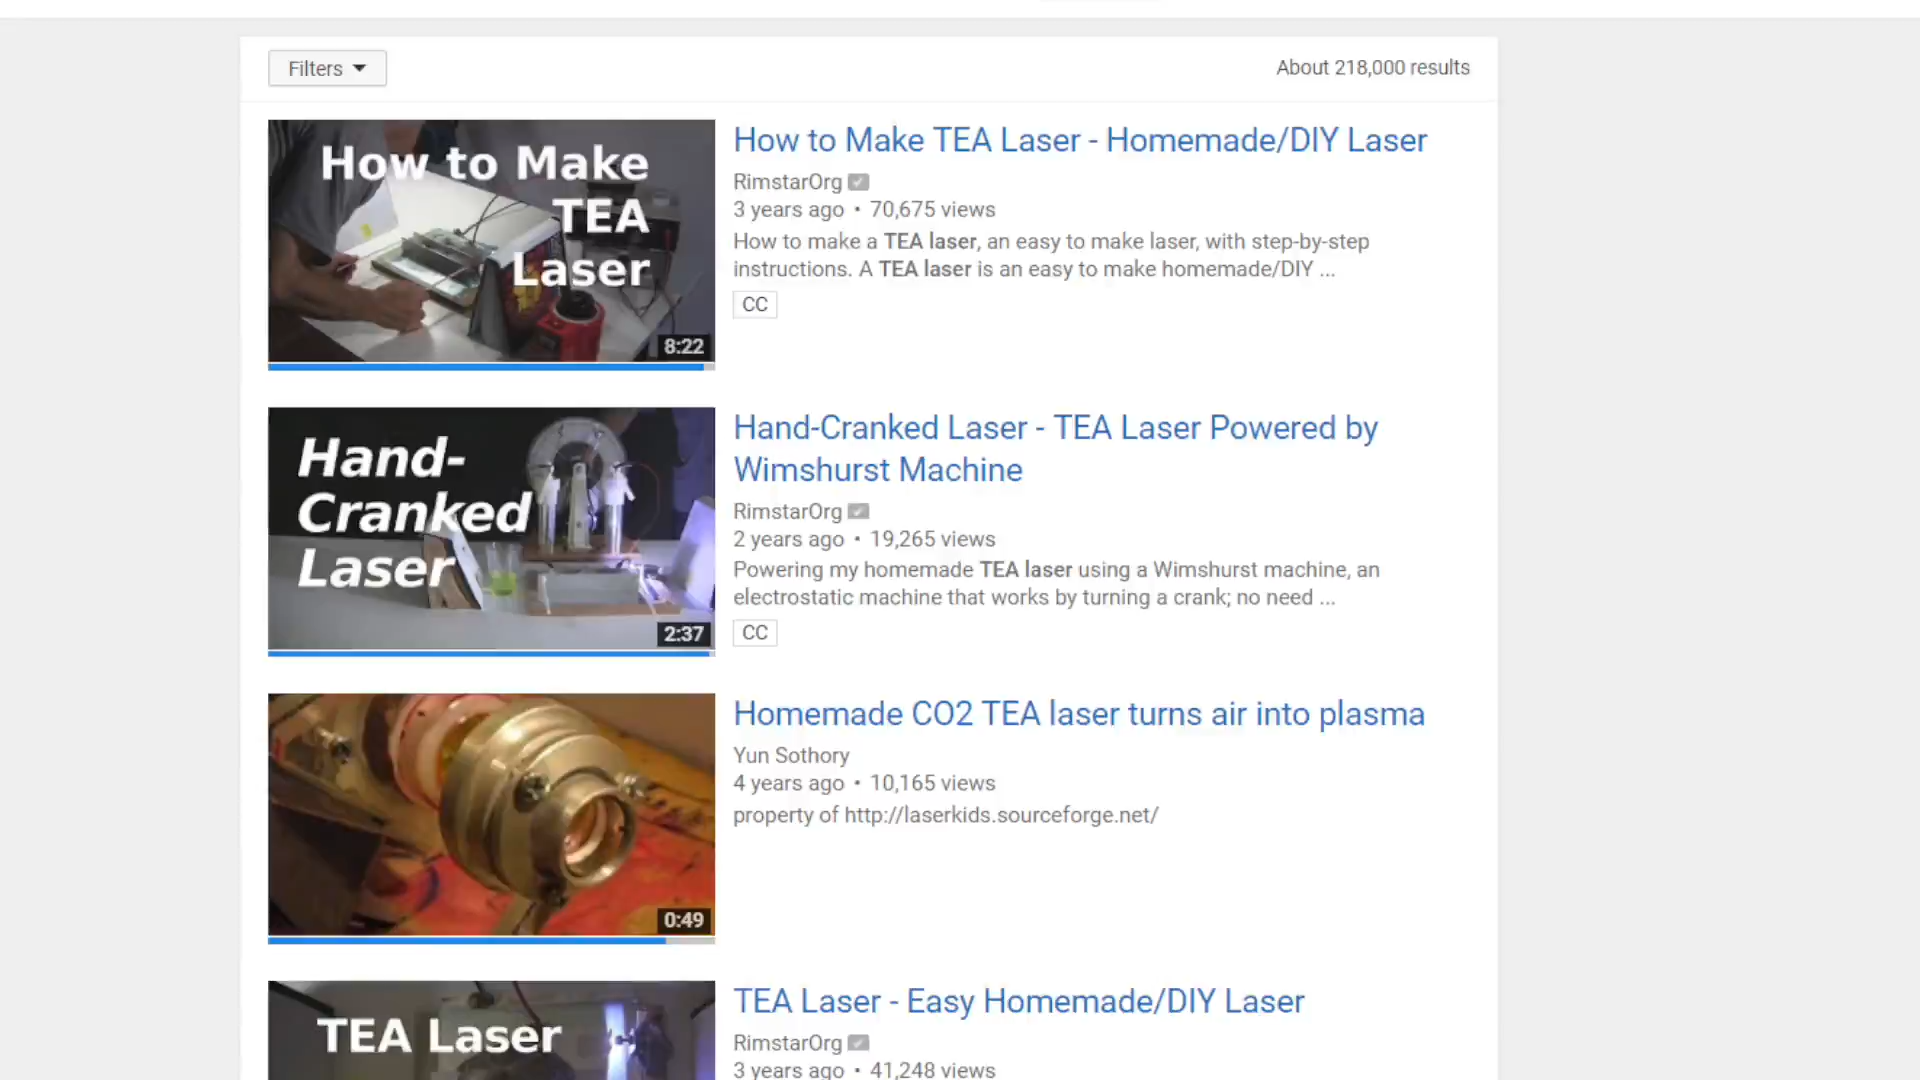 Filters
About 218,000 results
How to Make
TEA
Laser
8:22
How to Make TEA Laser - Homemade/DIY Laser
RimstarOrg
3 years ago • 70,675 views
How to make a TEA laser, an easy to make laser, with step-by-step
instructions. A TEA laser is an easy to make homemade/DIY ...
CC
Hand-
Cranked
Laser
2:37
Hand-Cranked Laser - TEA Laser Powered by
Wimshurst Machine
RimstarOrg
2 years ago • 19,265 views
Powering my homemade TEA laser using a Wimshurst machine, an
electrostatic machine that works by turning a crank; no need ...
CC
0:49
Homemade CO2 TEA laser turns air into plasma
Yun Sothory
4 years ago • 10,165 views
property of http://laserkids.sourceforge.net/
TEA Laser
TEA Laser - Easy Homemade/DIY Laser
RimstarOrg
3 years ago • 41,248 views